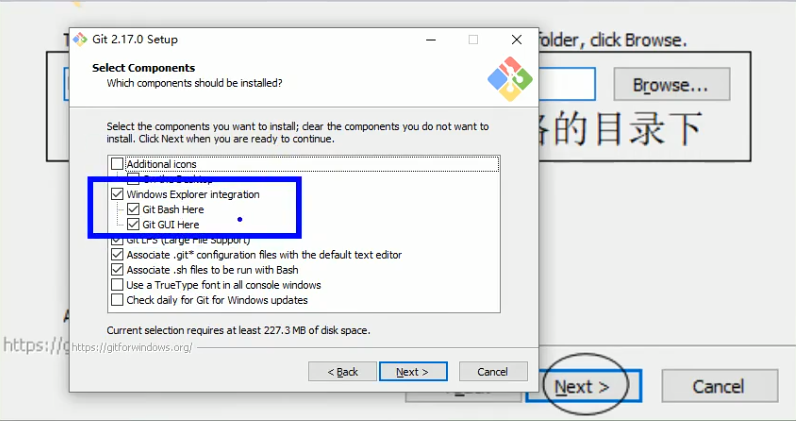 Git 2.17.0 Setup
folder, click Browse.
Select Components
Which components should be installed?
Browse...
的目录下
Select the components you want to install; clear the components you do not want to
install. Click Next when you are ready to continue.
Additional icons
On the Desktop
Windows Explorer integration
Git Bash Here
Git GUI Here
Git LFS (Large File Support)
Associate .git* configuration files with the default text editor
Associate .sh files to be run with Bash
Use a TrueType font in all console windows
Check daily for Git for Windows updates
Current selection requires at least 227.3 MB of disk space.
https://g
https://gitforwindows.org/
< Back
Next >
Cancel
Next >
Cancel